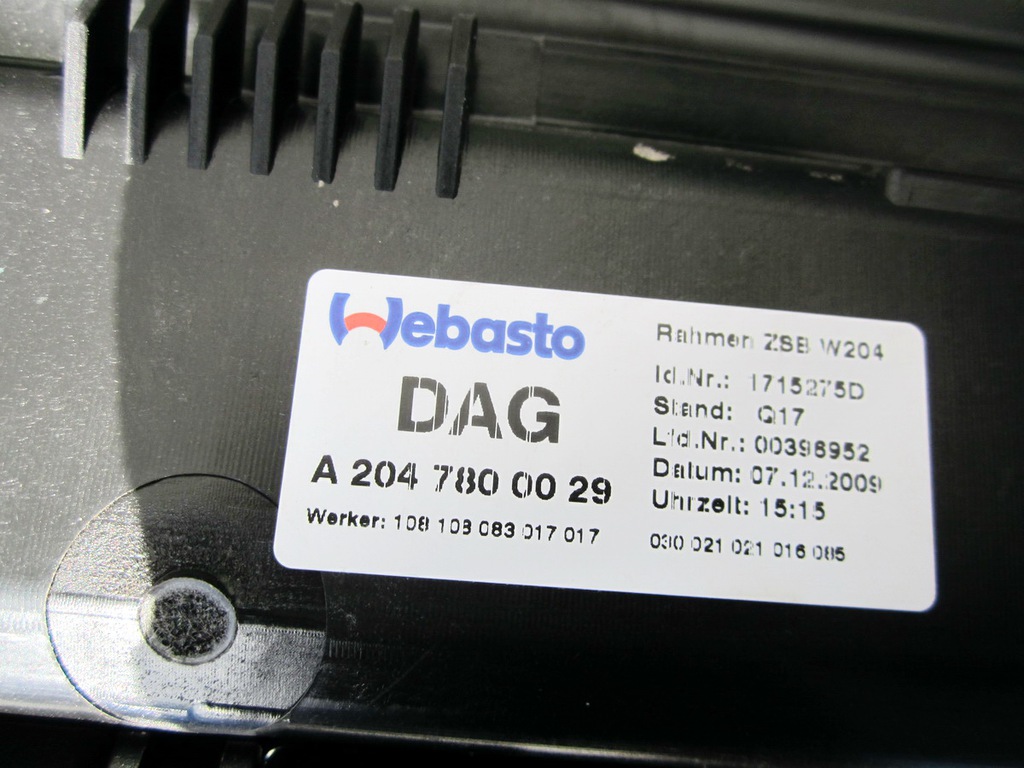 Webasto
DAG
A 204 780 00 29
Werker: 108 108 083 017 017
Rahmen ZSB W204
Id.Nr.: 1715275D
Stand: Q17
Lfd.Nr.: 00396952
Datum: 07.12.2009
Uhrzeit: 15:15
030 021 021 016 085